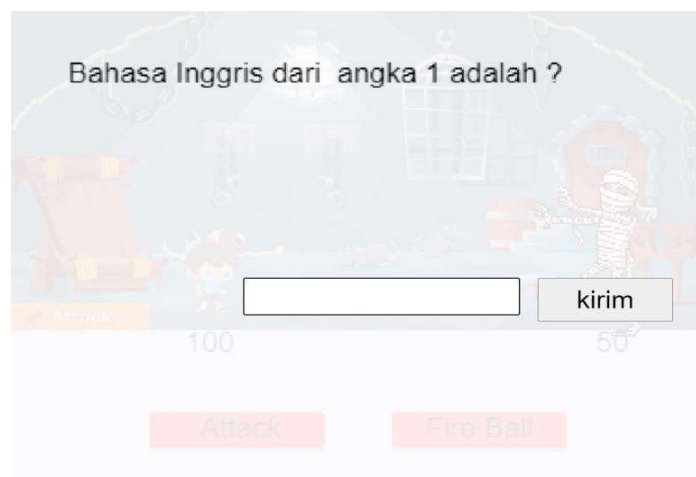 Bahasa Inggris dari angka 1 adalah ?
kirim
Attack
100
50
Attack
Fire Ball